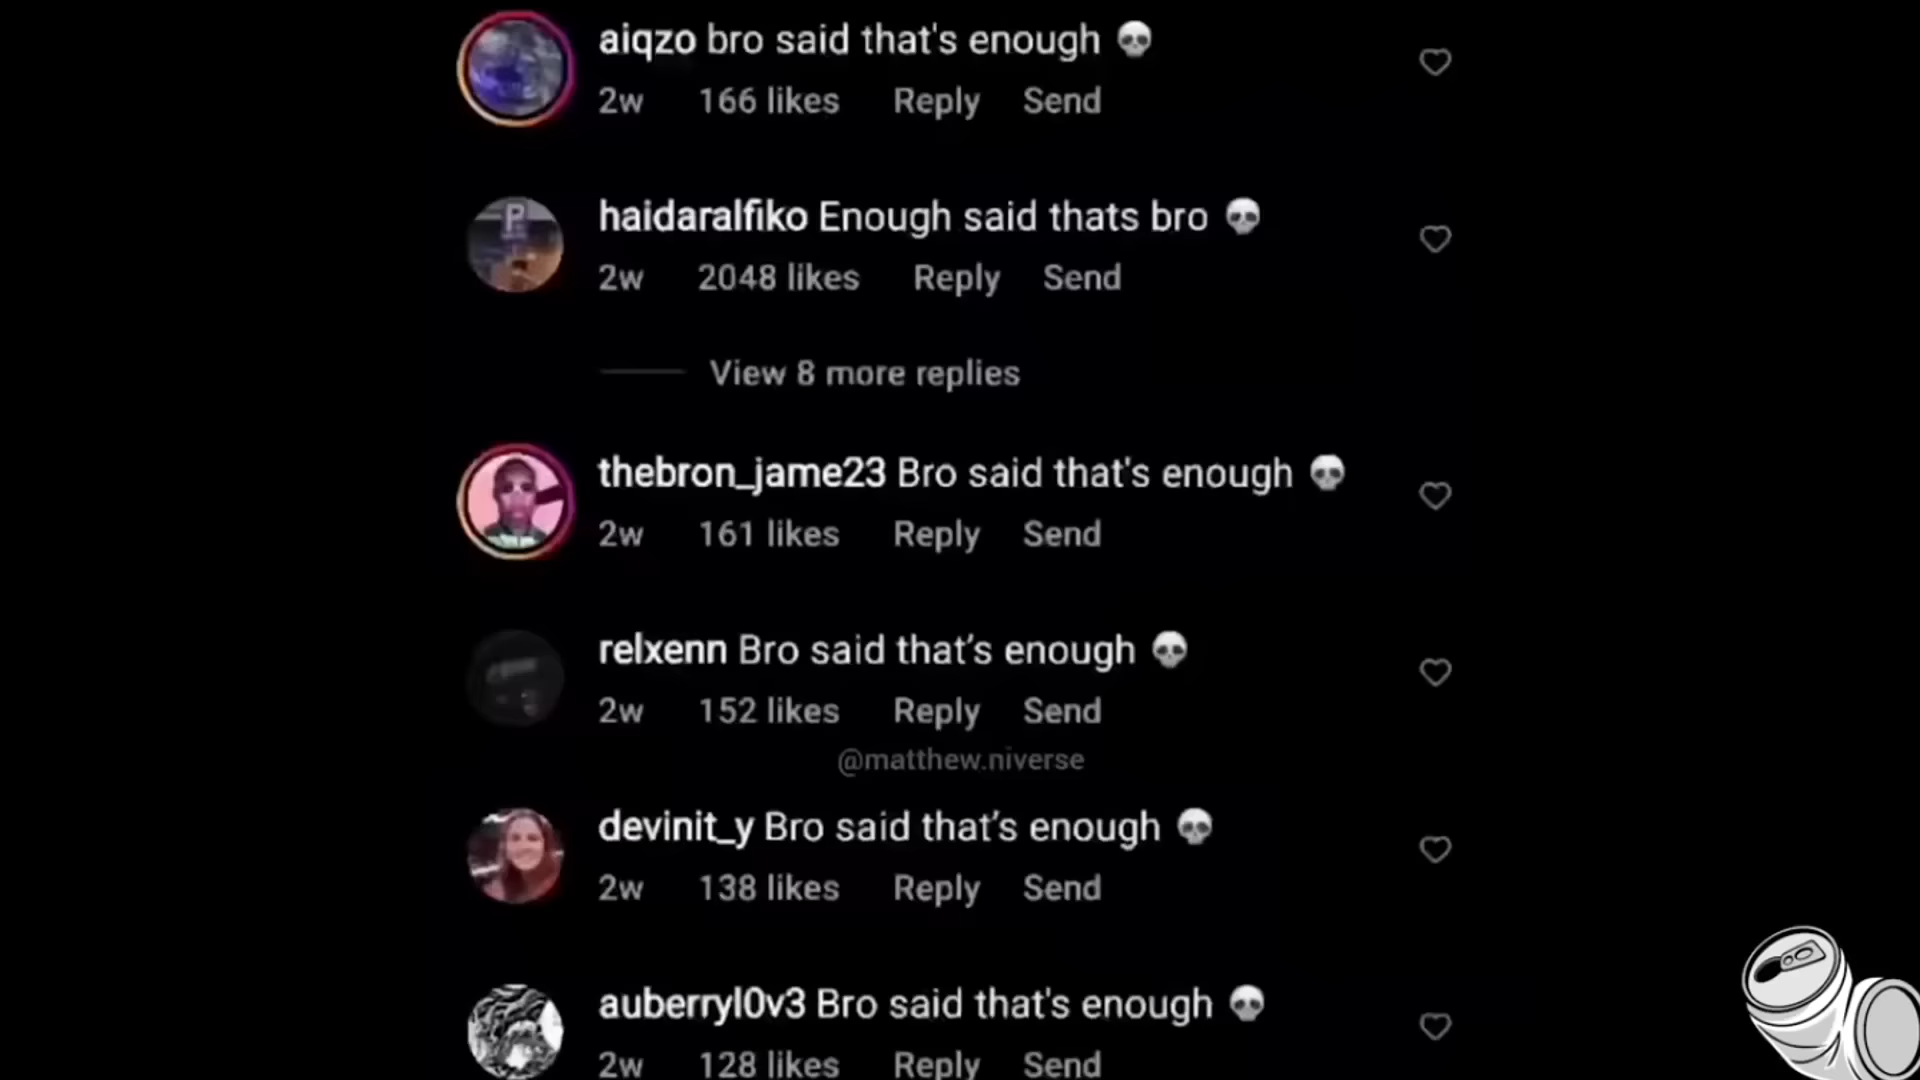 aiqzo bro said that's enough 💀
2w 166 likes Reply Send
haidaralfiko Enough said thats bro 💀
2w 2048 likes Reply Send
View 8 more replies
thebron_jame23 Bro said that's enough 💀
2w 161 likes Reply Send
relxenn Bro said that’s enough 💀
2w 152 likes Reply Send
@matthew.niverse
devinit_y Bro said that’s enough 💀
2w 138 likes Reply Send
auberryl0v3 Bro said that's enough 💀
2w 128 likes Reply Send